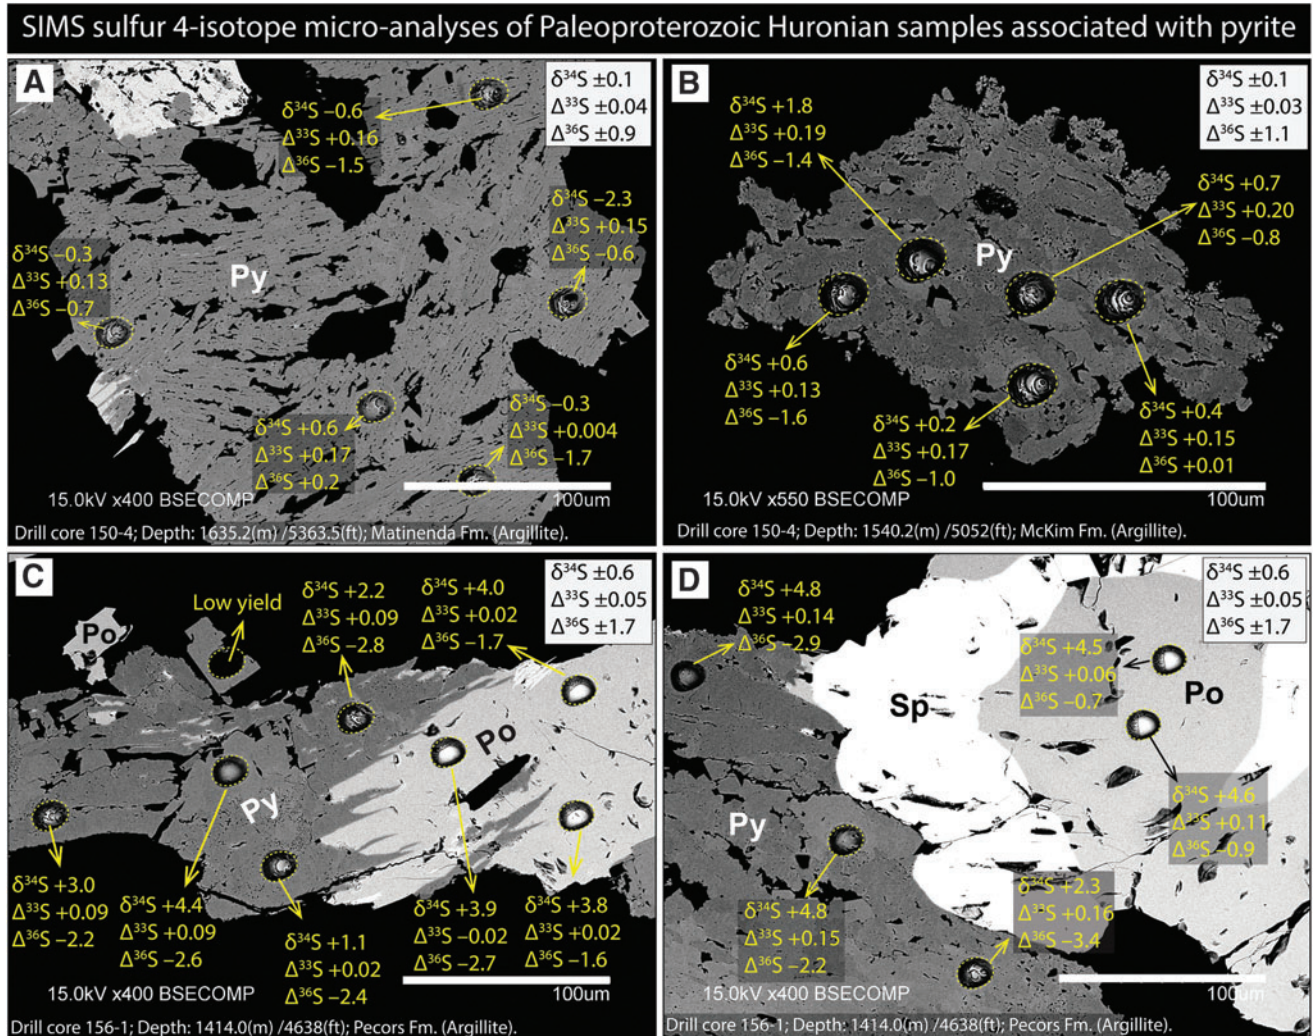 SIMS sulfur 4-isotope micro-analyses of Paleoproterozoic Huronian samples associated with pyrite
A
δ³⁴S ±0.1
Δ³³S ±0.04
Δ³⁶S ±0.9
δ³⁴S −0.6
Δ³³S +0.16
Δ³⁶S −1.5
δ³⁴S −2.3
Δ³³S +0.15
Δ³⁶S −0.6
δ³⁴S −0.3
Δ³³S +0.13
Δ³⁶S −0.7
Py
δ³⁴S +0.6
Δ³³S +0.17
Δ³⁶S +0.2
δ³⁴S −0.3
Δ³³S +0.004
Δ³⁶S −1.7
15.0kV x400 BSECOMP
100um
Drill core 150-4; Depth: 1635.2(m) /5363.5(ft); Matinenda Fm. (Argillite).
B
δ³⁴S ±0.1
Δ³³S ±0.03
Δ³⁶S ±1.1
δ³⁴S +1.8
Δ³³S +0.19
Δ³⁶S −1.4
δ³⁴S +0.7
Δ³³S +0.20
Δ³⁶S −0.8
Py
δ³⁴S +0.6
Δ³³S +0.13
Δ³⁶S −1.6
δ³⁴S +0.2
Δ³³S +0.17
Δ³⁶S −1.0
δ³⁴S +0.4
Δ³³S +0.15
Δ³⁶S +0.01
15.0kV x550 BSECOMP
100um
Drill core 150-4; Depth: 1540.2(m) /5052(ft); McKim Fm. (Argillite).
C
δ³⁴S ±0.6
Δ³³S ±0.05
Δ³⁶S ±1.7
Low yield
Po
δ³⁴S +2.2
Δ³³S +0.09
Δ³⁶S −2.8
δ³⁴S +4.0
Δ³³S +0.02
Δ³⁶S −1.7
Po
Py
δ³⁴S +3.0
Δ³³S +0.09
Δ³⁶S −2.2
δ³⁴S +4.4
Δ³³S +0.09
Δ³⁶S −2.6
δ³⁴S +1.1
Δ³³S +0.02
Δ³⁶S −2.4
δ³⁴S +3.9
Δ³³S −0.02
Δ³⁶S −2.7
δ³⁴S +3.8
Δ³³S +0.02
Δ³⁶S −1.6
15.0kV x400 BSECOMP
100um
Drill core 156-1; Depth: 1414.0(m) /4638(ft); Pecors Fm. (Argillite).
D
δ³⁴S ±0.6
Δ³³S ±0.05
Δ³⁶S ±1.7
δ³⁴S +4.8
Δ³³S +0.14
Δ³⁶S −2.9
δ³⁴S +4.5
Δ³³S +0.06
Δ³⁶S −0.7
Sp
Po
Py
δ³⁴S +4.6
Δ³³S +0.11
Δ³⁶S −0.9
δ³⁴S +4.8
Δ³³S +0.15
Δ³⁶S −2.2
δ³⁴S +2.3
Δ³³S +0.16
Δ³⁶S −3.4
15.0kV x400 BSECOMP
100um
Drill core 156-1; Depth: 1414.0(m) /4638(ft); Pecors Fm. (Argillite).